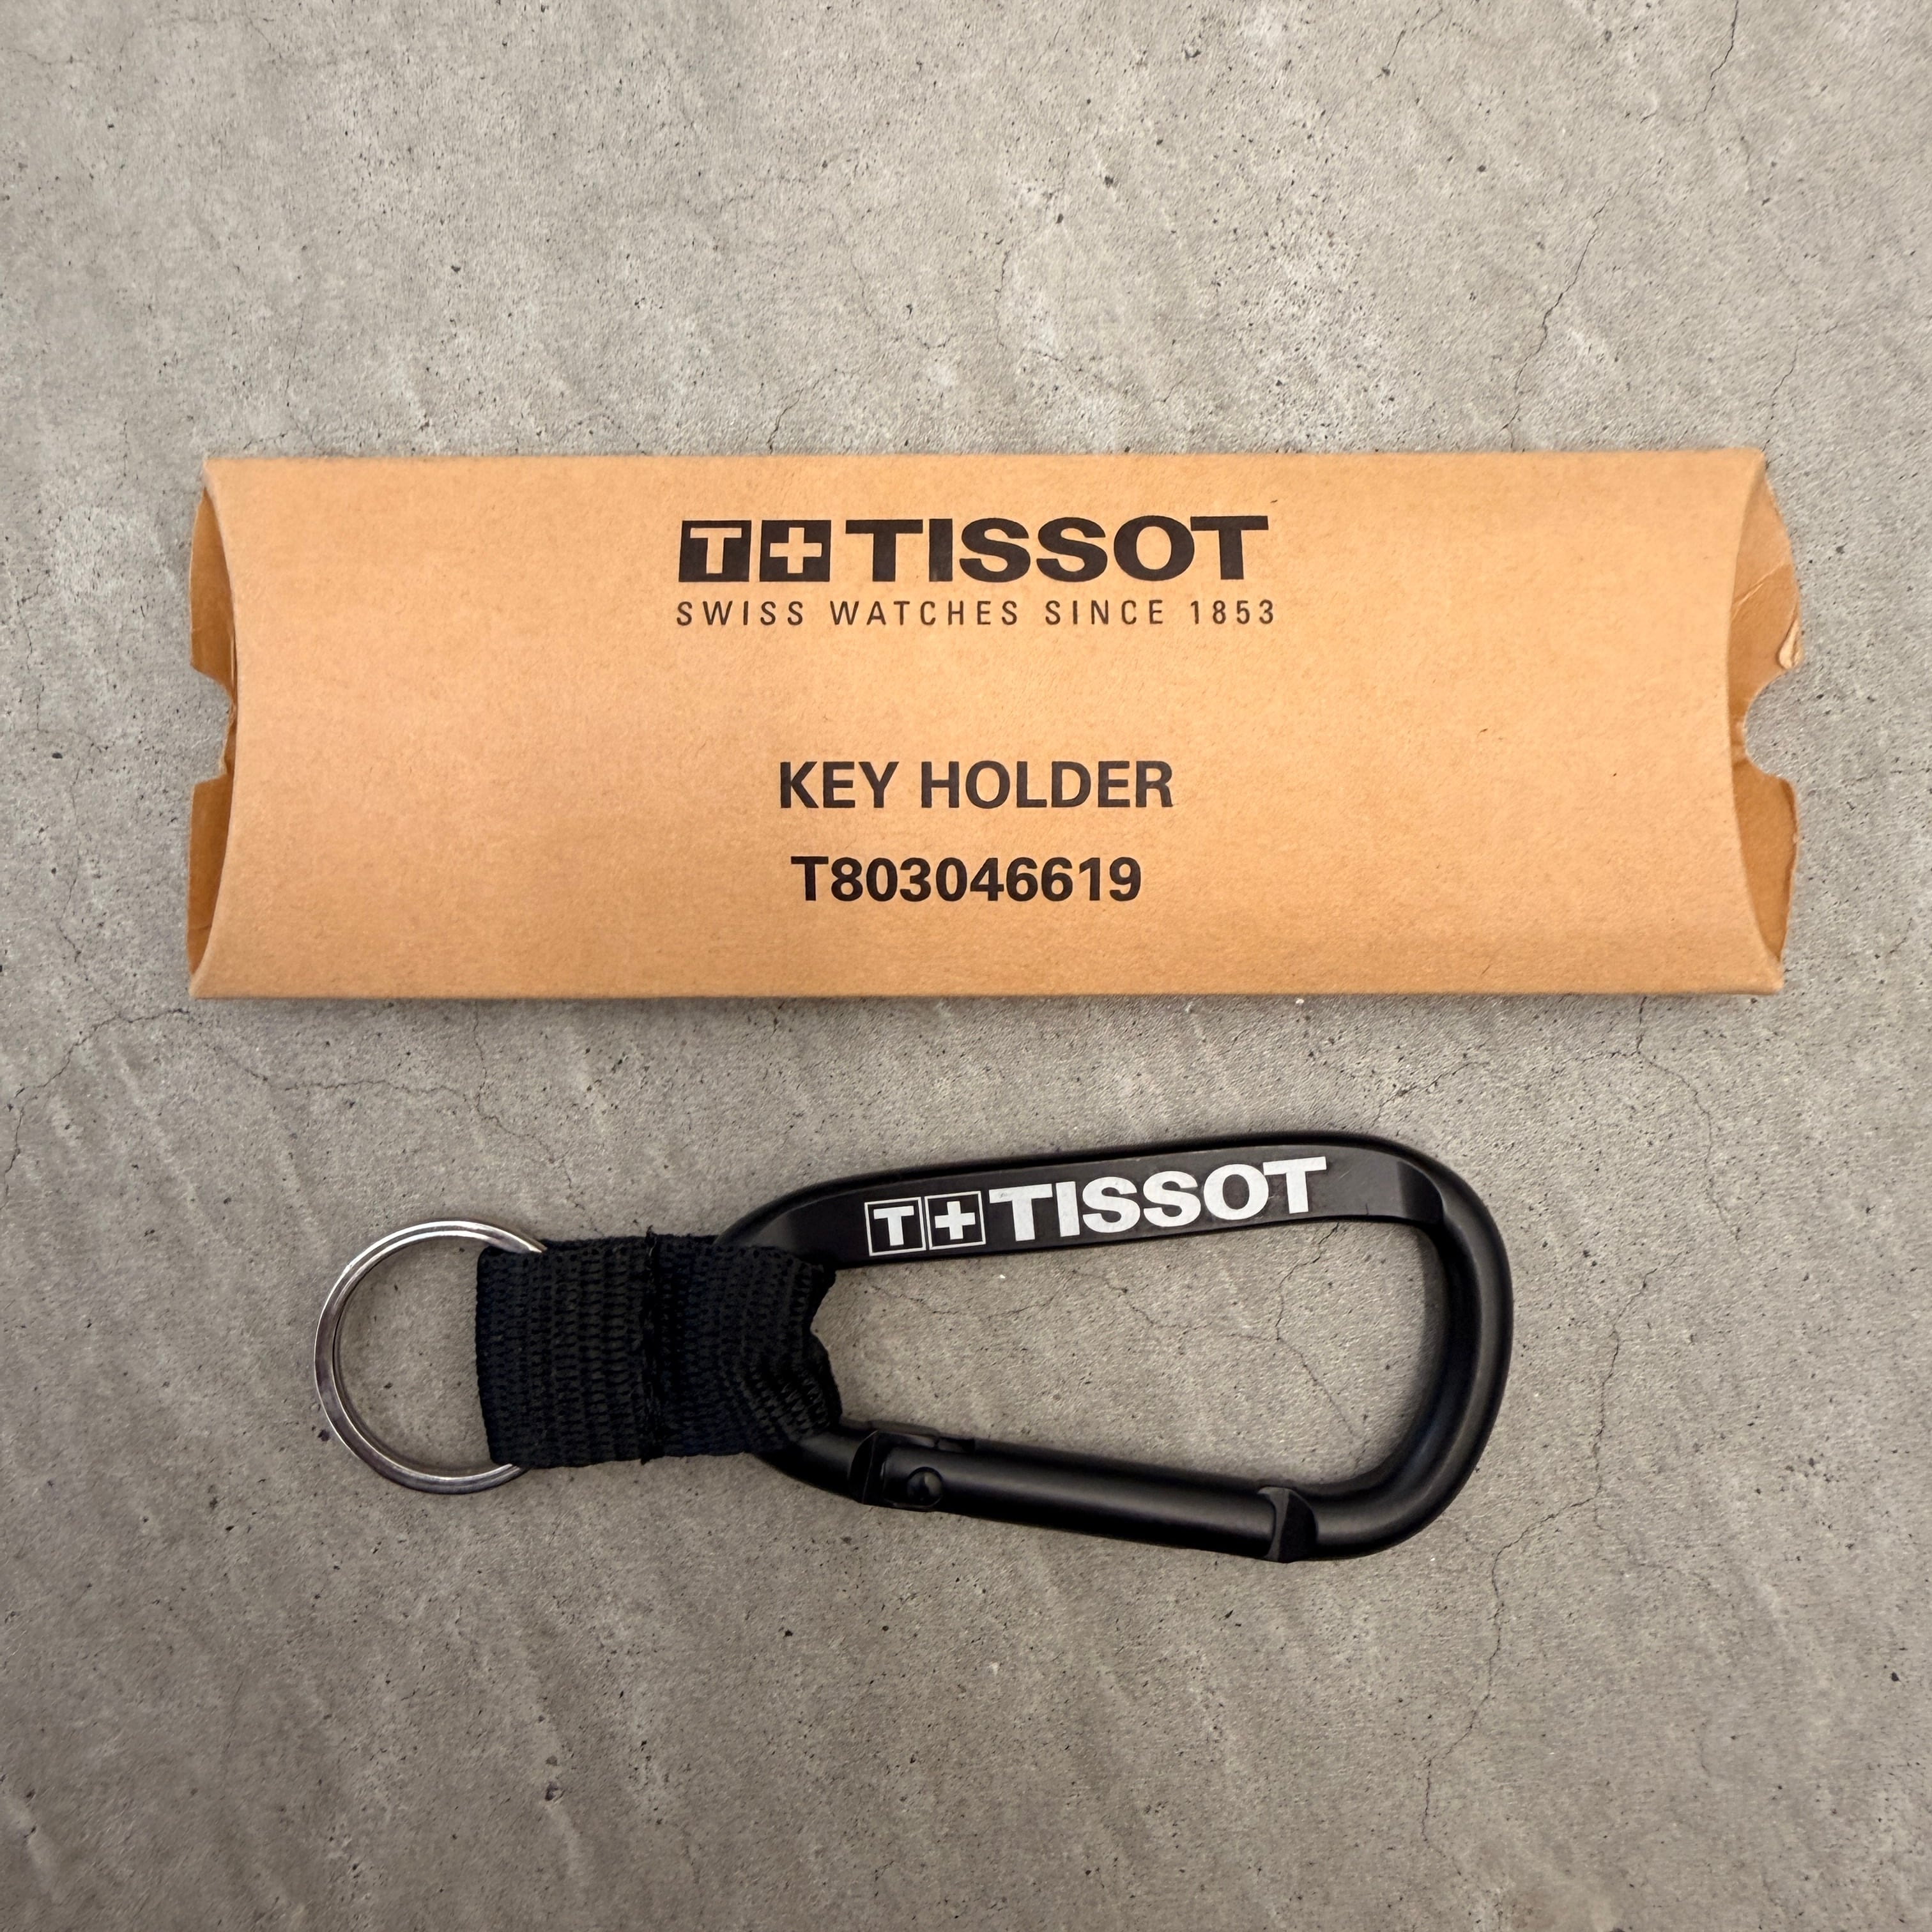 T+ TISSOT
SWISS WATCHES SINCE 1853
KEY HOLDER
T803046619
T+ TISSOT